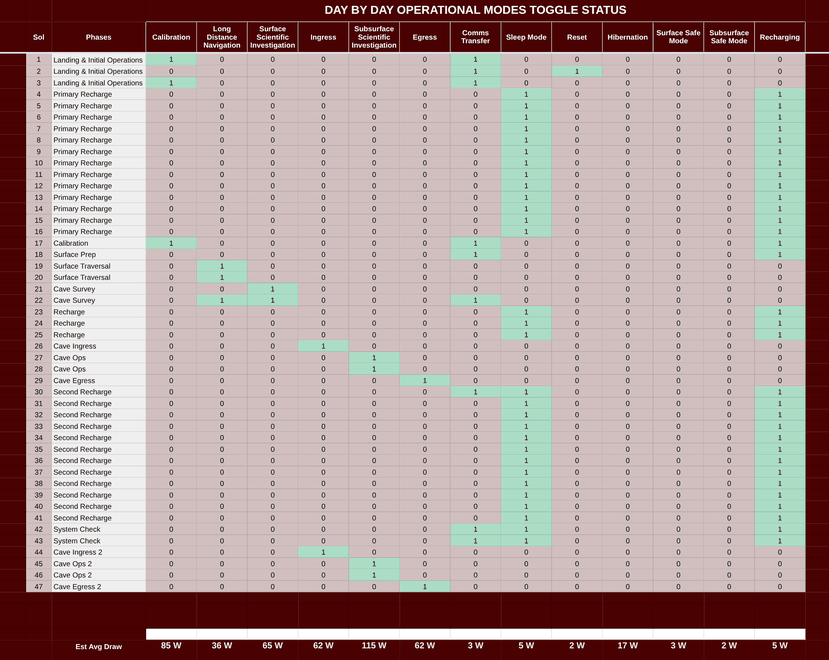 DAY BY DAY OPERATIONAL MODES TOGGLE STATUS
Sol Phases Calibration Long Distance Navigation Surface Scientific Investigation Ingress Subsurface Scientific Investigation Egress Comms Transfer Sleep Mode Reset Hibernation Surface Safe Mode Subsurface Safe Mode Recharging
1 Landing & Initial Operations 1 0 0 0 0 0 1 0 0 0 0 0 0
2 Landing & Initial Operations 0 0 0 0 0 0 1 0 1 0 0 0 0
3 Landing & Initial Operations 1 0 0 0 0 0 1 0 0 0 0 0 0
4 Primary Recharge 0 0 0 0 0 0 0 1 0 0 0 0 1
5 Primary Recharge 0 0 0 0 0 0 0 1 0 0 0 0 1
6 Primary Recharge 0 0 0 0 0 0 0 1 0 0 0 0 1
7 Primary Recharge 0 0 0 0 0 0 0 1 0 0 0 0 1
8 Primary Recharge 0 0 0 0 0 0 0 1 0 0 0 0 1
9 Primary Recharge 0 0 0 0 0 0 0 1 0 0 0 0 1
10 Primary Recharge 0 0 0 0 0 0 0 1 0 0 0 0 1
11 Primary Recharge 0 0 0 0 0 0 0 1 0 0 0 0 1
12 Primary Recharge 0 0 0 0 0 0 0 1 0 0 0 0 1
13 Primary Recharge 0 0 0 0 0 0 0 1 0 0 0 0 1
14 Primary Recharge 0 0 0 0 0 0 0 1 0 0 0 0 1
15 Primary Recharge 0 0 0 0 0 0 0 1 0 0 0 0 1
16 Primary Recharge 0 0 0 0 0 0 0 1 0 0 0 0 1
17 Calibration 1 0 0 0 0 0 1 0 0 0 0 0 1
18 Surface Prep 0 0 0 0 0 0 1 0 0 0 0 0 1
19 Surface Traversal 0 1 0 0 0 0 0 0 0 0 0 0 0
20 Surface Traversal 0 1 0 0 0 0 0 0 0 0 0 0 0
21 Cave Survey 0 0 1 0 0 0 0 0 0 0 0 0 0
22 Cave Survey 0 1 1 0 0 0 1 0 0 0 0 0 0
23 Recharge 0 0 0 0 0 0 0 1 0 0 0 0 1
24 Recharge 0 0 0 0 0 0 0 1 0 0 0 0 1
25 Recharge 0 0 0 0 0 0 0 1 0 0 0 0 1
26 Cave Ingress 0 0 0 1 0 0 0 0 0 0 0 0 0
27 Cave Ops 0 0 0 0 1 0 0 0 0 0 0 0 0
28 Cave Ops 0 0 0 0 1 0 0 0 0 0 0 0 0
29 Cave Egress 0 0 0 0 0 1 0 0 0 0 0 0 0
30 Second Recharge 0 0 0 0 0 0 1 1 0 0 0 0 1
31 Second Recharge 0 0 0 0 0 0 0 1 0 0 0 0 1
32 Second Recharge 0 0 0 0 0 0 0 1 0 0 0 0 1
33 Second Recharge 0 0 0 0 0 0 0 1 0 0 0 0 1
34 Second Recharge 0 0 0 0 0 0 0 1 0 0 0 0 1
35 Second Recharge 0 0 0 0 0 0 0 1 0 0 0 0 1
36 Second Recharge 0 0 0 0 0 0 0 1 0 0 0 0 1
37 Second Recharge 0 0 0 0 0 0 0 1 0 0 0 0 1
38 Second Recharge 0 0 0 0 0 0 0 1 0 0 0 0 1
39 Second Recharge 0 0 0 0 0 0 0 1 0 0 0 0 1
40 Second Recharge 0 0 0 0 0 0 0 1 0 0 0 0 1
41 Second Recharge 0 0 0 0 0 0 0 1 0 0 0 0 1
42 System Check 0 0 0 0 0 0 1 1 0 0 0 0 1
43 System Check 0 0 0 0 0 0 1 1 0 0 0 0 1
44 Cave Ingress 2 0 0 0 1 0 0 0 0 0 0 0 0 0
45 Cave Ops 2 0 0 0 0 1 0 0 0 0 0 0 0 0
46 Cave Ops 2 0 0 0 0 1 0 0 0 0 0 0 0 0
47 Cave Egress 2 0 0 0 0 0 1 0 0 0 0 0 0 0
Est Avg Draw 85 W 36 W 65 W 62 W 115 W 62 W 3 W 5 W 2 W 17 W 3 W 2 W 5 W